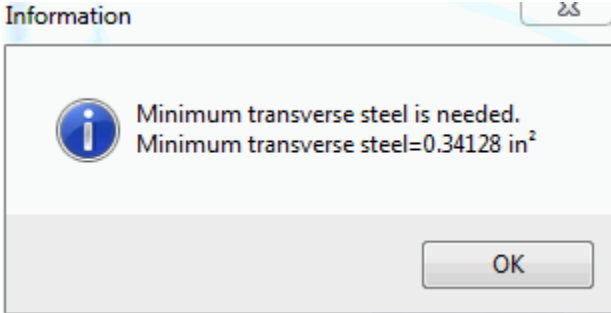 Information
Minimum transverse steel is needed.
Minimum transverse steel=0.34128 in²
OK